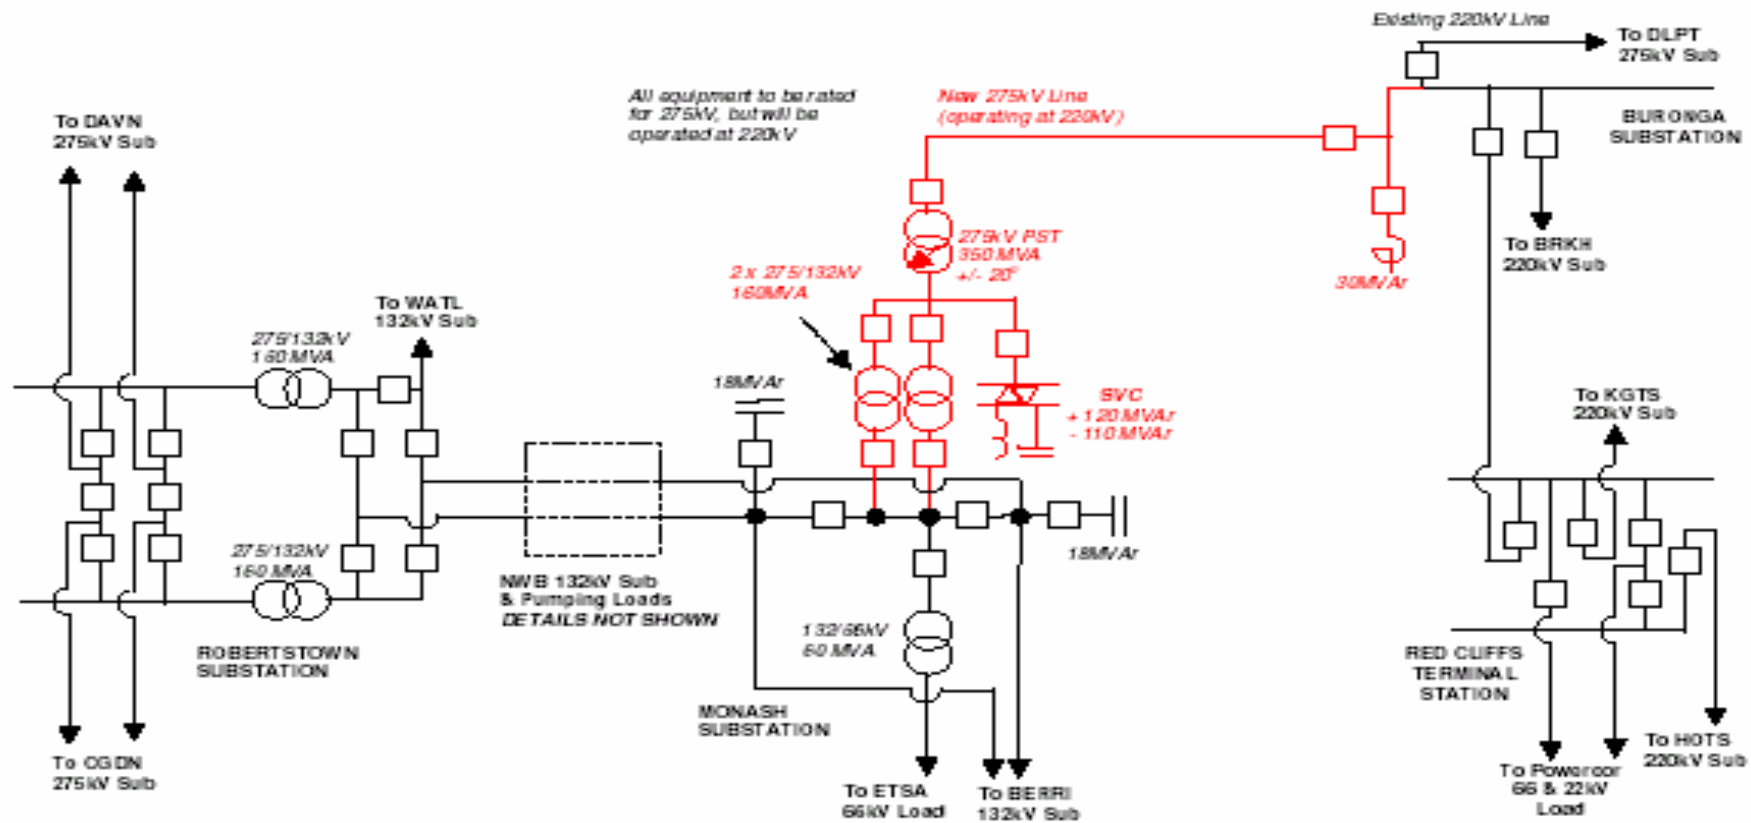 Existing 220kV Line
To DLPT
275kV Sub
All equipment to be rated
for 275kV, but will be
operated at 220kV
New 275kV Line
(operating at 220kV)
BURONGA
SUBSTATION
To DAVN
275kV Sub
To BRKH
220kV Sub
275kV PST
350 MVA
+/- 20°
2 x 275/132kV
160MVA
30MVAr
To WATL
132kV Sub
275/132kV
160 MVA
18MVAr
SVC
+ 120 MVAr
- 110 MVAr
To KGTS
220kV Sub
275/132kV
160 MVA
18MVAr
NWB 132kV Sub
& Pumping Loads
DETAILS NOT SHOWN
132/66kV
60 MVA
ROBERTSTOWN
SUBSTATION
RED CLIFFS
TERMINAL
STATION
MONASH
SUBSTATION
To CGDN
275kV Sub
To HOTS
220kV Sub
To Powercor
66 & 22kV
Load
To ETSA
66kV Load
To BERRI
132kV Sub